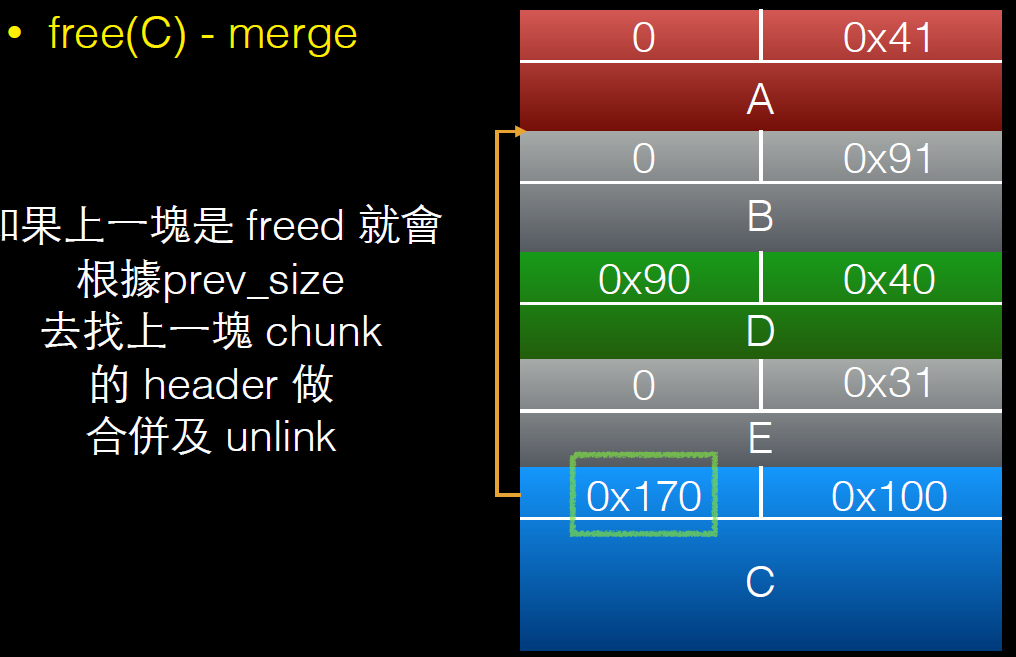 • free(C) - merge
如果上一塊是 freed 就會
根據prev_size
去找上一塊 chunk
的 header 做
合併及 unlink
0 0x41
A
0 0x91
B
0x90 0x40
D
0 0x31
E
0x170 0x100
C